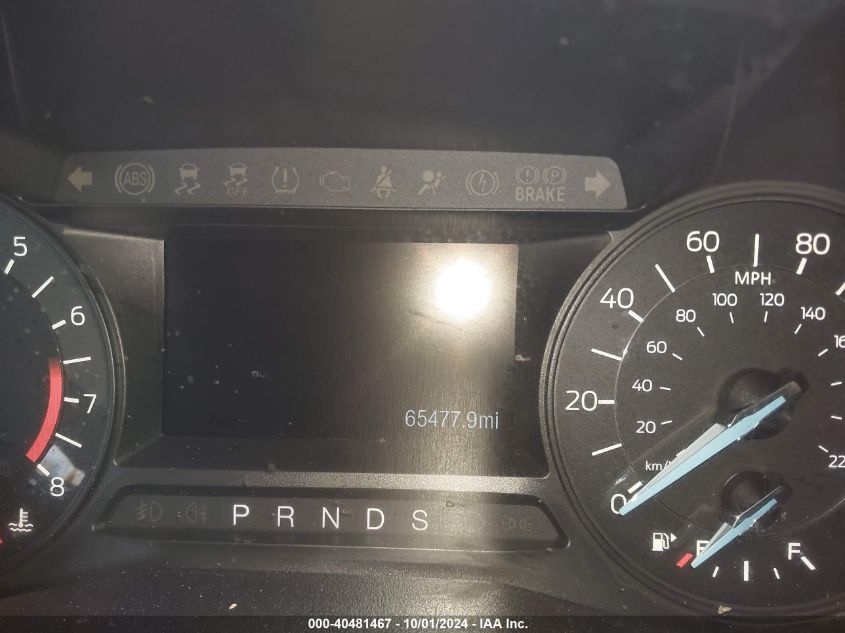 ABS OFF ! BRAKE
! P
5
6
7
8
65477.9mi
P R N D S
0 20 40 60 80
MPH
20 40 60 80 100 120 140
F
000-40481467 - 10/01/2024 - IAA Inc.